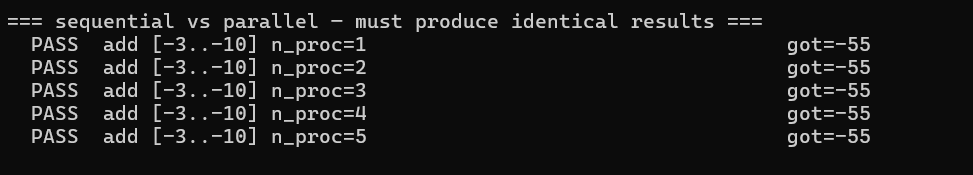 === sequential vs parallel — must produce identical results ===
PASS  add [-3..-10] n_proc=1                                   got=-55
PASS  add [-3..-10] n_proc=2                                   got=-55
PASS  add [-3..-10] n_proc=3                                   got=-55
PASS  add [-3..-10] n_proc=4                                   got=-55
PASS  add [-3..-10] n_proc=5                                   got=-55